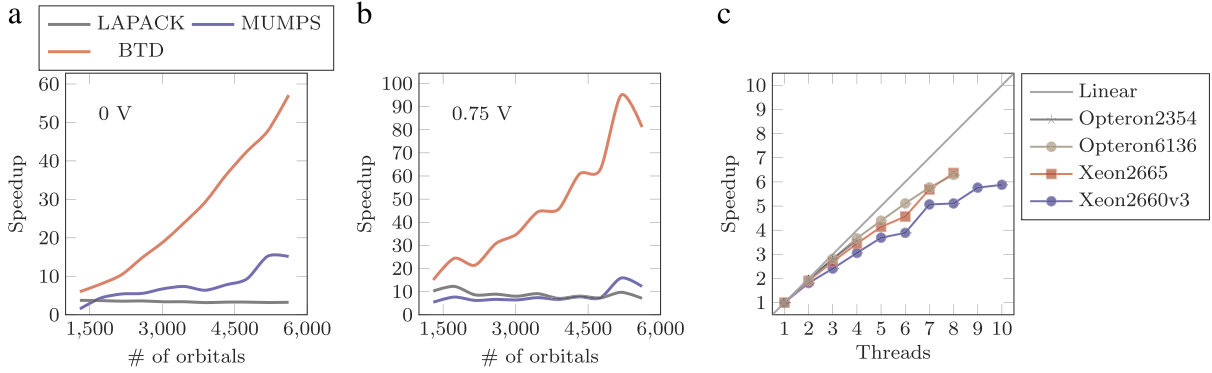 a
LAPACK
MUMPS
BTD
0 V
60
50
40
30
20
10
0
Speedup
1,500
3,000
4,500
6,000
# of orbitals
b
0.75 V
100
90
80
70
60
50
40
30
20
10
0
Speedup
1,500
3,000
4,500
6,000
# of orbitals
c
10
9
8
7
6
5
4
3
2
1
Speedup
1 2 3 4 5 6 7 8 9 10
Threads
Linear
Opteron2354
Opteron6136
Xeon2665
Xeon2660v3